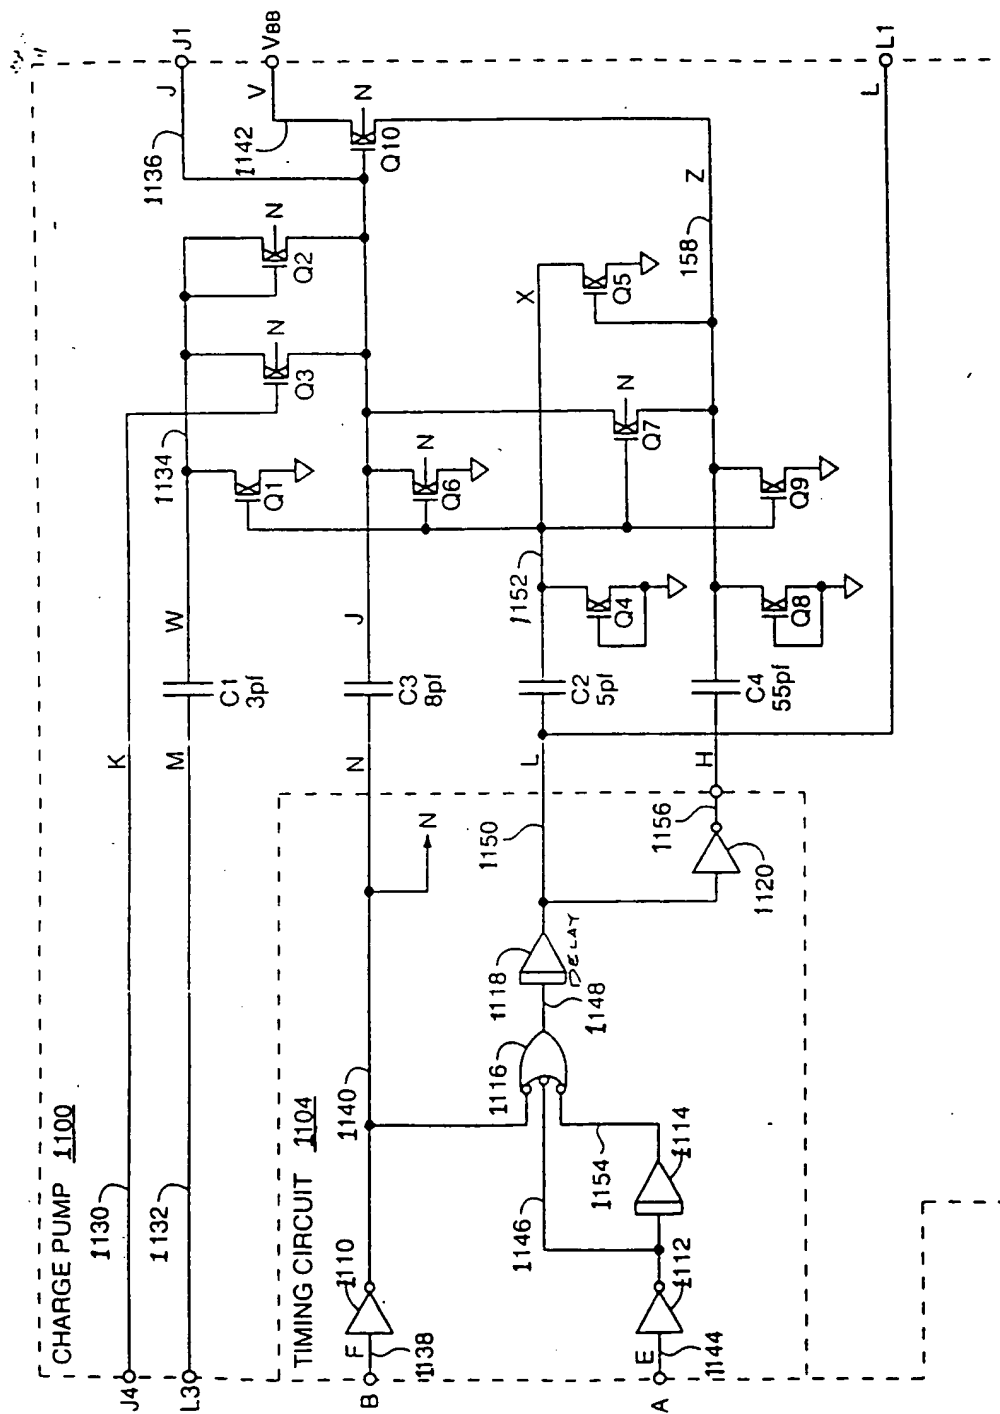 CHARGE PUMP 1100
TIMING CIRCUIT 1104
J4
K
1130
L3
1132
M
C1
3pf
W
1134
Q1
Q3
N
Q2
N
1136
J
J1
V
VBB
1142
N
Q10
B
F
1138
1110
1140
N
N
C3
8pf
J
Q6
N
A
E
1144
1112
1146
1114
1154
1116
1148
1118
DELAY
1150
L
C2
5pf
1152
X
Q4
Q5
Q7
N
1120
1156
H
C4
55pf
Q8
Q9
158
Z
L
L1